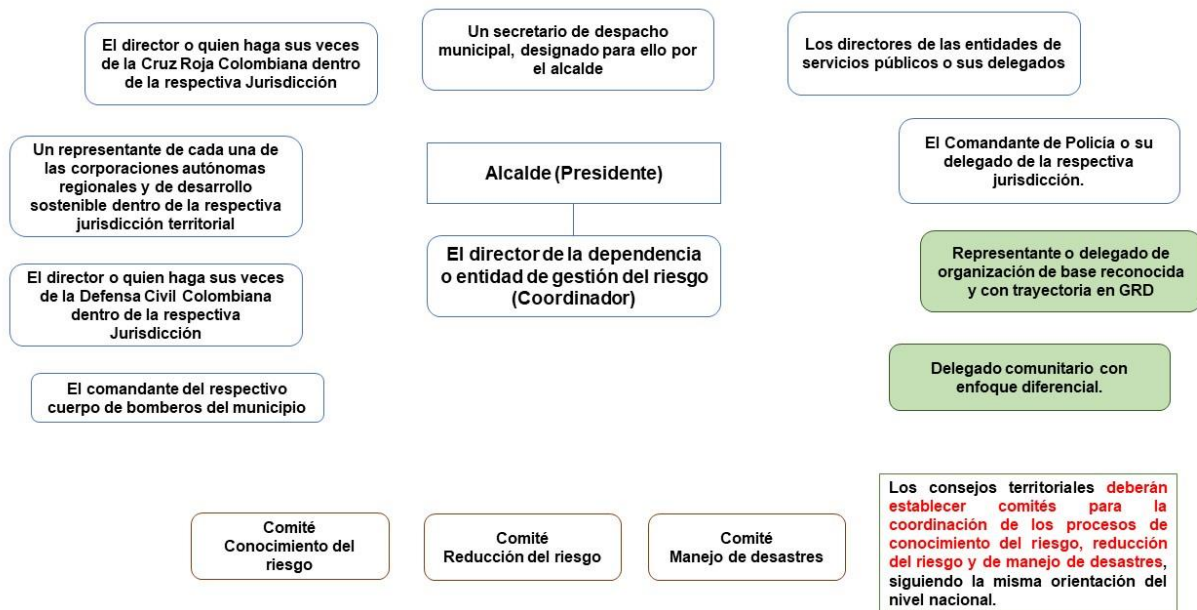 El director o quien haga sus veces
de la Cruz Roja Colombiana dentro
de la respectiva Jurisdicción
Un secretario de despacho
municipal, designado para ello por
el alcalde
Los directores de las entidades de
servicios públicos o sus delegados
Un representante de cada una de
las corporaciones autónomas
regionales y de desarrollo
sostenible dentro de la respectiva
jurisdicción territorial
Alcalde (Presidente)
El Comandante de Policía o su
delegado de la respectiva
jurisdicción.
El director de la dependencia
o entidad de gestión del riesgo
(Coordinador)
Representante o delegado de
organización de base reconocida
y con trayectoria en GRD
El director o quien haga sus veces
de la Defensa Civil Colombiana
dentro de la respectiva
Jurisdicción
Delegado comunitario con
enfoque diferencial.
El comandante del respectivo
cuerpo de bomberos del municipio
Comité
Conocimiento del
riesgo
Comité
Reducción del riesgo
Comité
Manejo de desastres
Los consejos territoriales deberán
establecer comités para la
coordinación de los procesos de
conocimiento del riesgo, reducción
del riesgo y de manejo de desastres,
siguiendo la misma orientación del
nivel nacional.